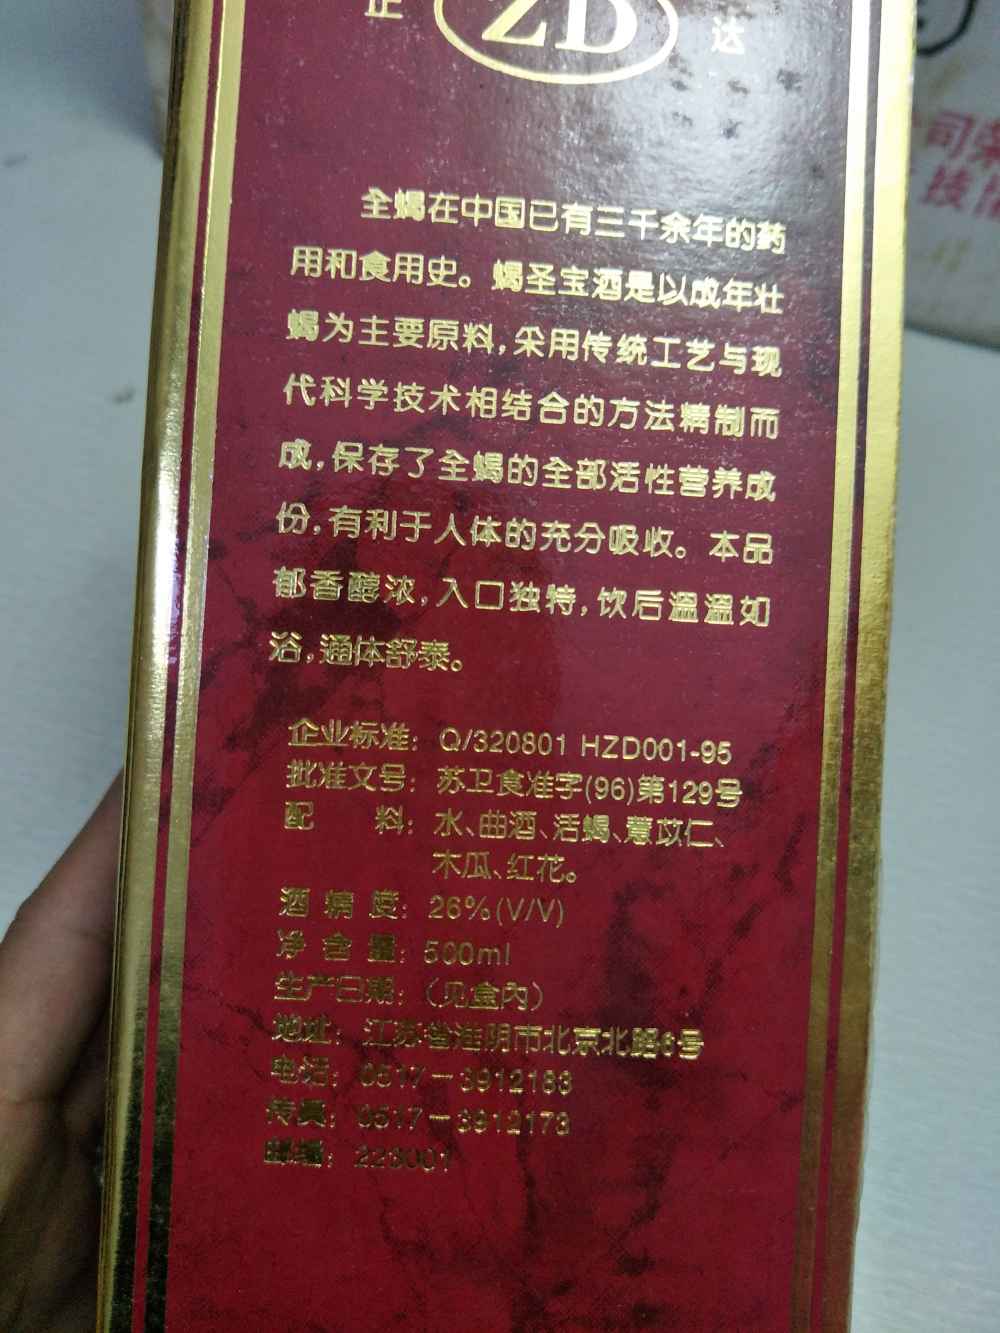 正 ZD 达
全蝎在中国已有三千余年的药
用和食用史。蝎圣宝酒是以成年壮
蝎为主要原料,采用传统工艺与现
代科学技术相结合的方法精制而
成,保存了全蝎的全部活性营养成
份,有利于人体的充分吸收。本品
郁香醇浓,入口独特,饮后温温如
浴,通体舒泰。
企业标准: Q/320801 HZD001-95
批准文号: 苏卫食准字(96)第129号
配 料: 水、曲酒、活蝎、薏苡仁、
木瓜、红花。
酒精度: 26%(V/V)
净含量: 500ml
生产日期:(见盒内)
地址: 江苏省淮阴市北京北路6号
电话: 0517-3912183
传真: 0517-3912173
邮编: 223001
司荣
技